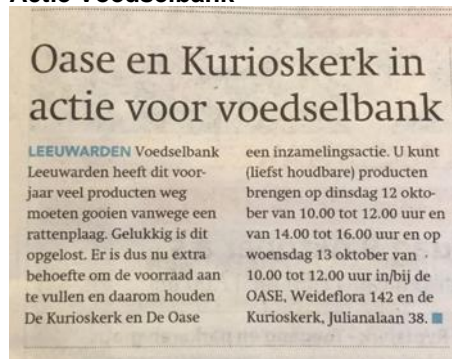 Actie Voedselbank
Oase en Kurioskerk in
actie voor voedselbank
LEEUWARDEN Voedselbank
Leeuwarden heeft dit voor-
jaar veel producten weg
moeten gooien vanwege een
rattenplaag. Gelukkig is dit
opgelost. Er is dus nu extra
behoefte om de voorraad aan
te vullen en daarom houden
De Kurioskerk en De Oase
een inzamelingsactie. U kunt
(liefst houdbare) producten
brengen op dinsdag 12 okto-
ber van 10.00 tot 12.00 uur en
van 14.00 tot 16.00 uur en op
woensdag 13 oktober van
10.00 tot 12.00 uur in/bij de
OASE, Weideflora 142 en de
Kurioskerk, Julianalaan 38.